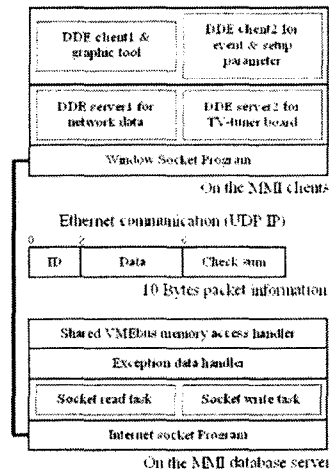 DDE client1 &
graphic tool
DDE client2 for
event & setup
parameter
DDE server1 for
network data
DDE server2 for
TV-tuner board
Window Socket Program
On the MMI clients
Ethernet communication (UDP IP)
0
ID
Data
Check sum
10 Bytes packet information
Shared VMEbus memory access handler
Exception data handler
Socket read task
Socket write task
Internet socket Program
On the MMI database server